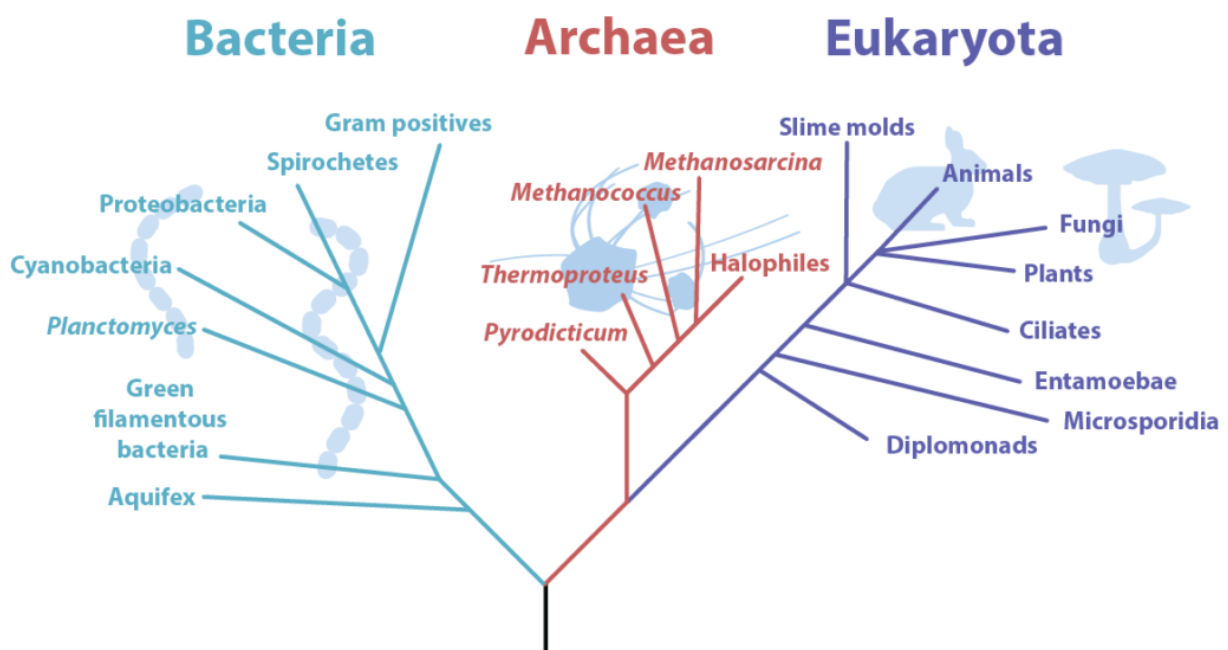 Bacteria
Archaea
Eukaryota
Gram positives
Spirochetes
Proteobacteria
Cyanobacteria
Planctomyces
Green
filamentous
bacteria
Aquifex
Methanosarcina
Methanococcus
Thermoproteus
Halophiles
Pyrodicticum
Slime molds
Animals
Fungi
Plants
Ciliates
Entamoebae
Microsporidia
Diplomonads